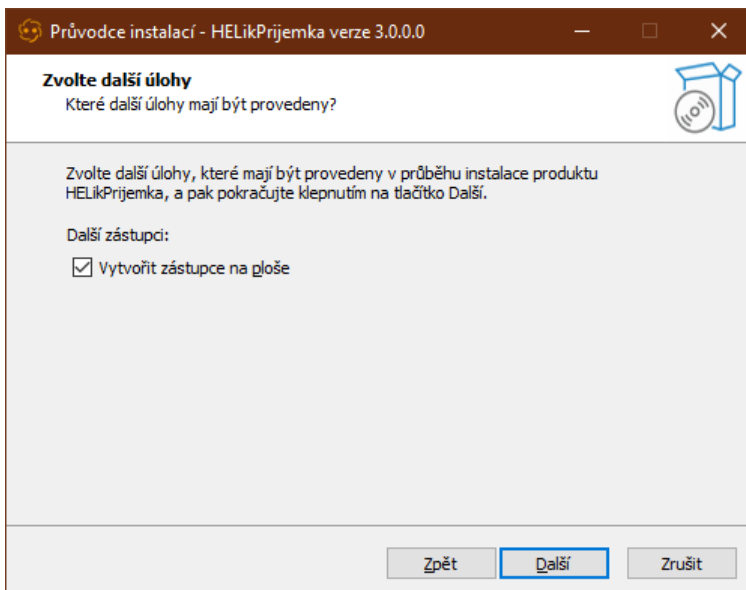 Průvodce instalací - HELikPrijemka verze 3.0.0.0
Zvolte další úlohy
Které další úlohy mají být provedeny?
Zvolte další úlohy, které mají být provedeny v průběhu instalace produktu
HELikPrijemka, a pak pokračujte klepnutím na tlačítko Další.
Další zástupci:
Vytvořit zástupce na ploše
Zpět
Další
Zrušit